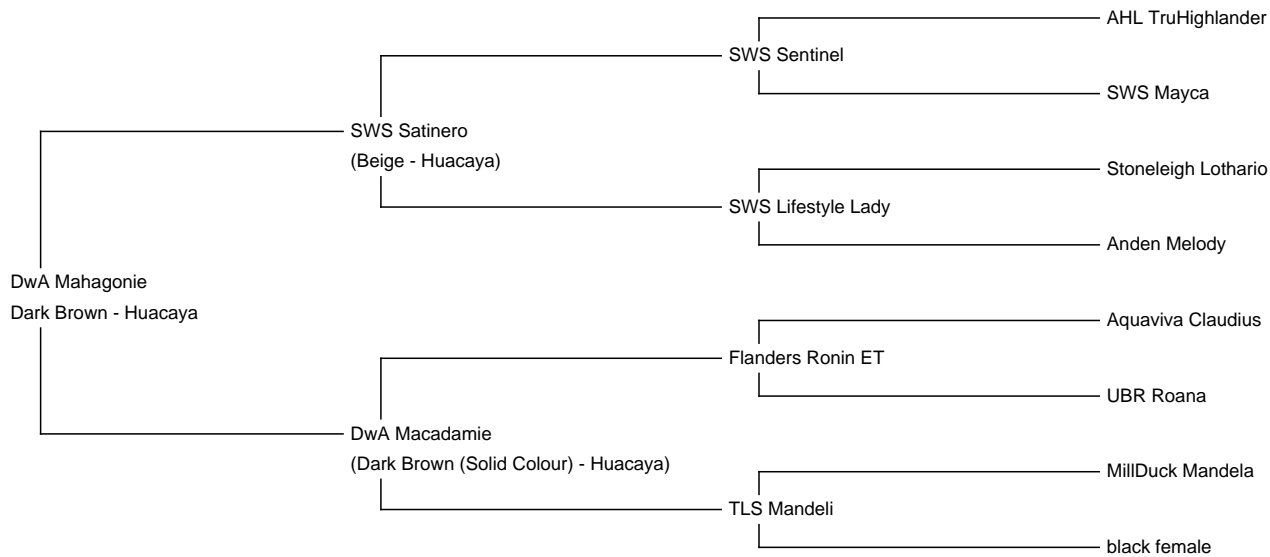 AHL TruHighlander
SWS Sentinel
SWS Mayca
SWS Satinero
(Beige - Huacaya)
Stoneleigh Lothario
SWS Lifestyle Lady
Anden Melody
DwA Mahagonie
Dark Brown - Huacaya
Aquaviva Claudius
Flanders Ronin ET
UBR Roana
DwA Macadamie
(Dark Brown (Solid Colour) - Huacaya)
MillDuck Mandela
TLS Mandeli
black female